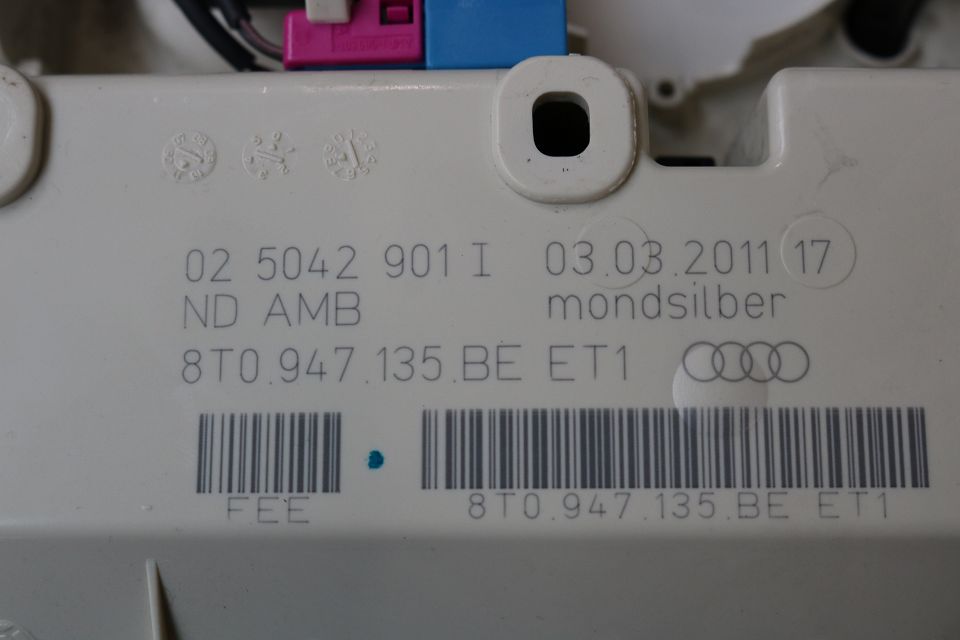 02 5042 901 I 03.03.2011 17
ND AMB mondsilber
8T0.947.135.BE ET1
FEE 8T0.947.135.BE ET1